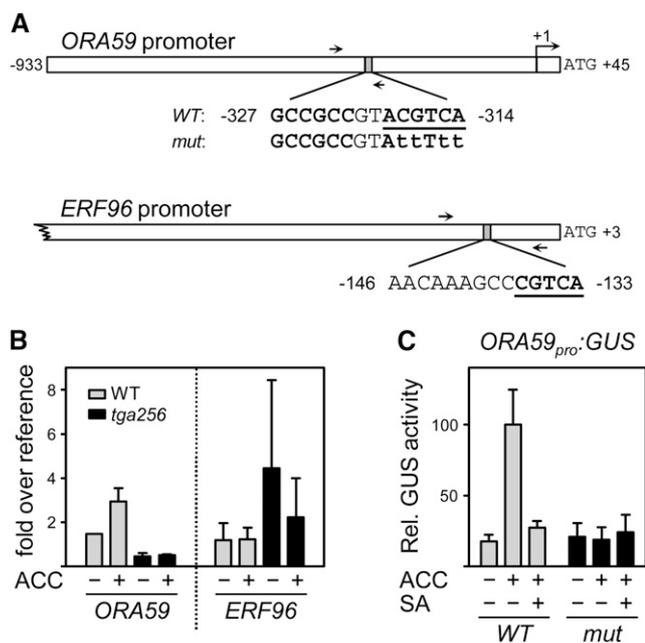 A
ORA59 promoter
+1
-933 ATG +45
WT: -327 GCCGCCGTACGTCA -314
mut: GCCGCCGTAttTtt
ERF96 promoter
ATG +3
-146 AACAAAGCCCGTCA -133
B
fold over reference
8
6
4
2
WT
tga256
ACC - + - + - + - +
ORA59 ERF96
C
ORA59pro:GUS
Rel. GUS activity
100
50
ACC - + + - + +
SA - - + - - +
WT mut